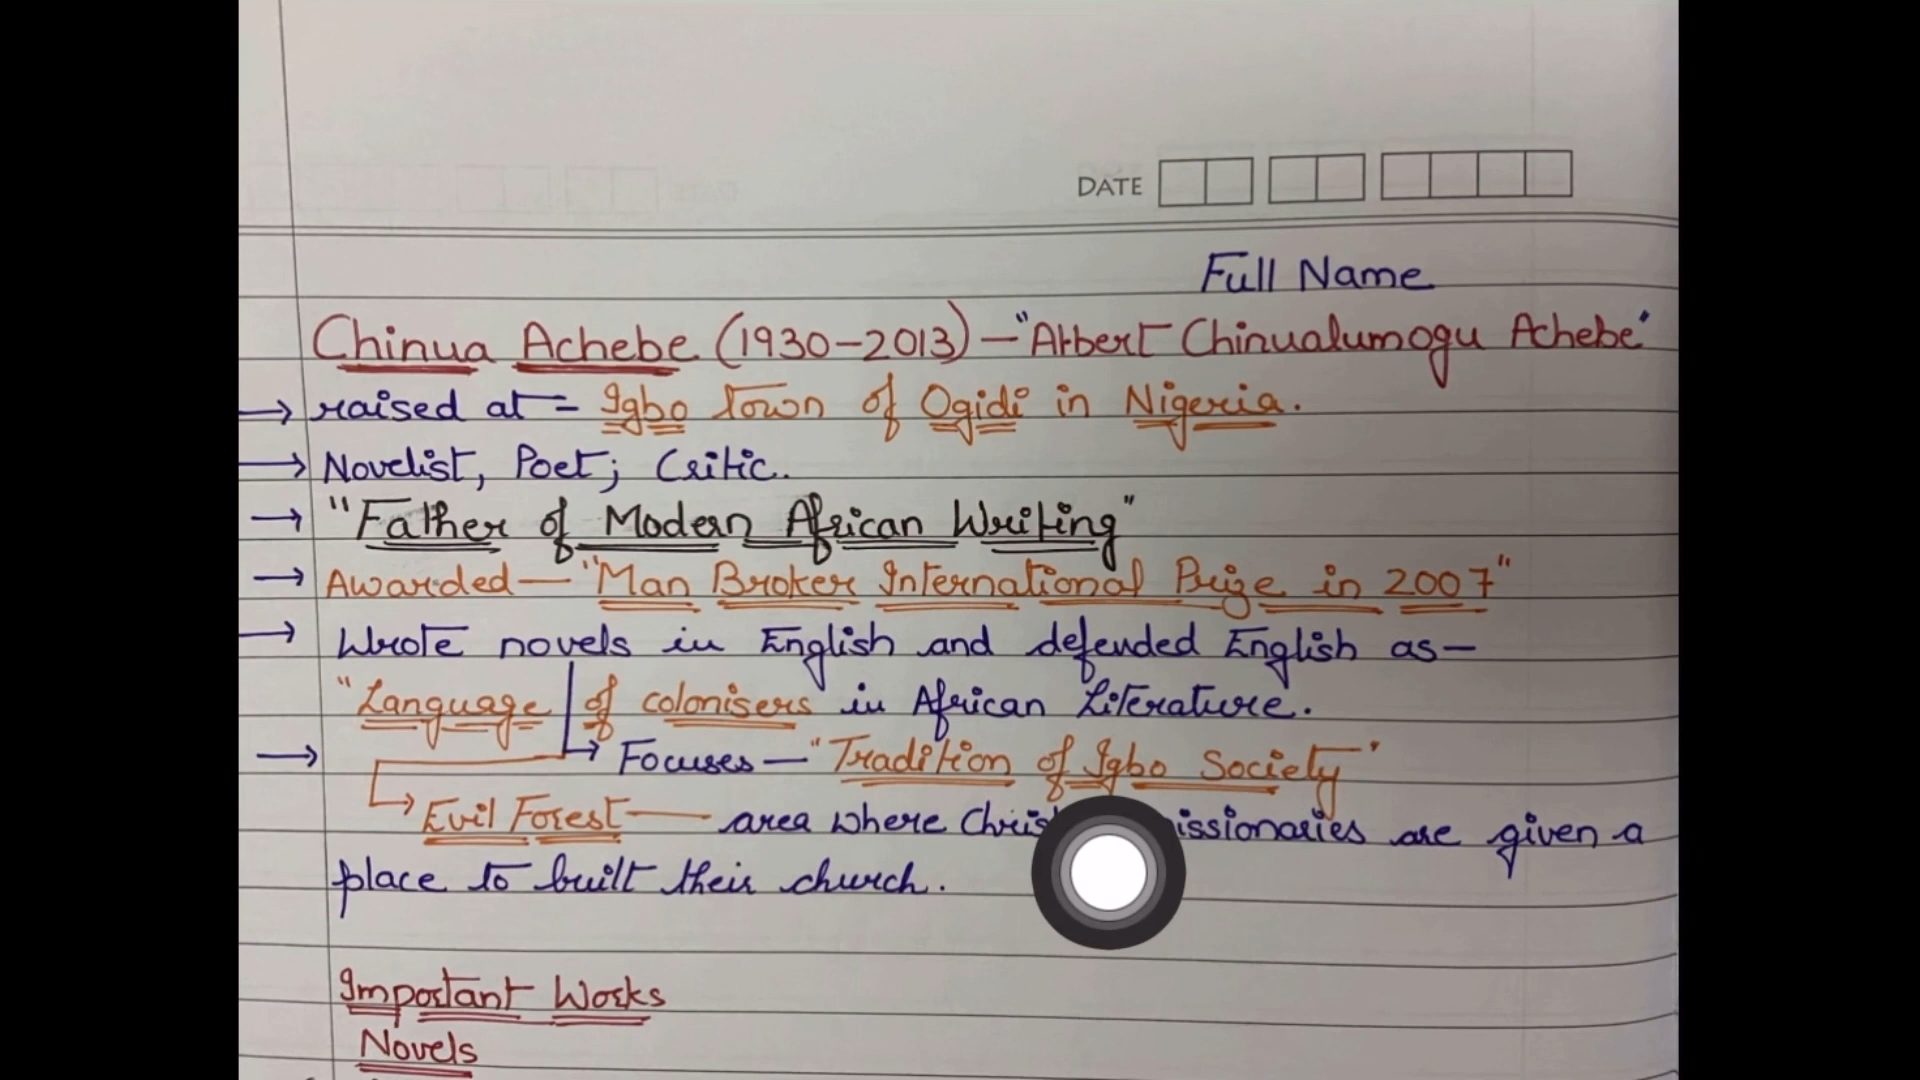 DATE
Full Name
Chinua Achebe (1930-2013) - "Albert Chinualumogu Achebe"
→ raised at = Igbo town of Ogidi in Nigeria.
→ Novelist, Poet; Critic.
→ "Father of Modern African Writing"
→ Awarded - "Man Broker International Prize in 2007"
→ Wrote novels in English and defended English as-
"Language of colonisers in African Literature.
→ → Focuses - "Tradition of Igbo Society"
→ Evil Forest - area where missionaries are given a
place to built their church.
Important Works
Novels